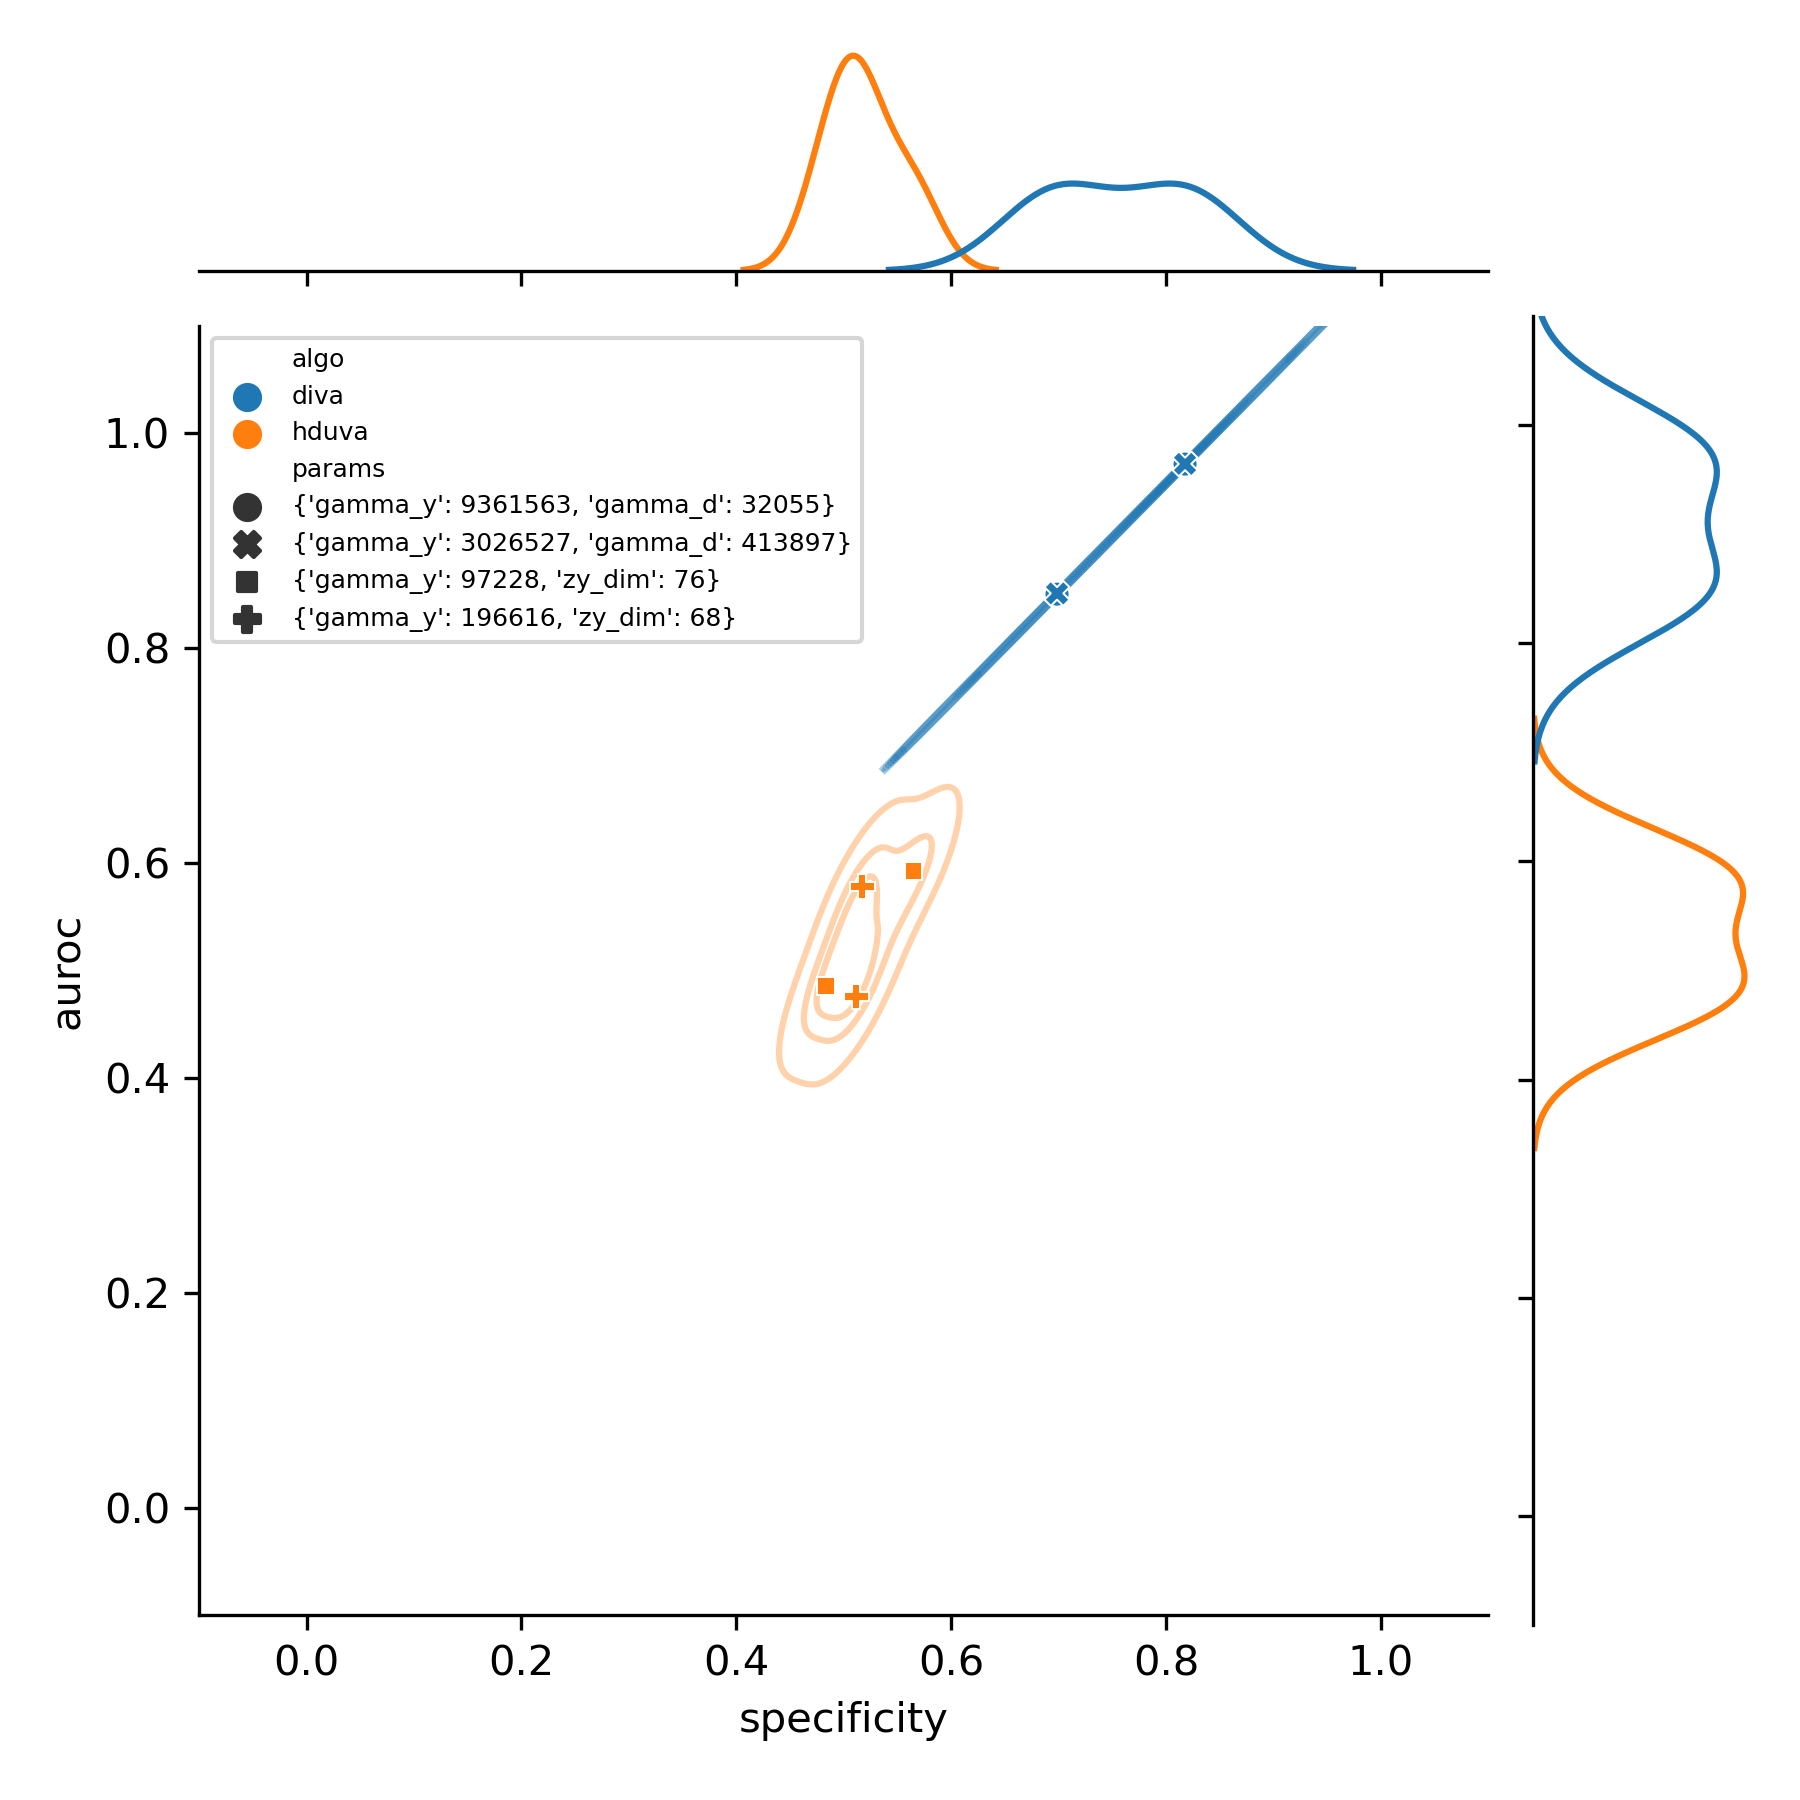 algo
diva
hduva
params
{'gamma_y': 9361563, 'gamma_d': 32055}
{'gamma_y': 3026527, 'gamma_d': 413897}
{'gamma_y': 97228, 'zy_dim': 76}
{'gamma_y': 196616, 'zy_dim': 68}
1.0
0.8
0.6
0.4
0.2
0.0
auroc
0.0 0.2 0.4 0.6 0.8 1.0
specificity